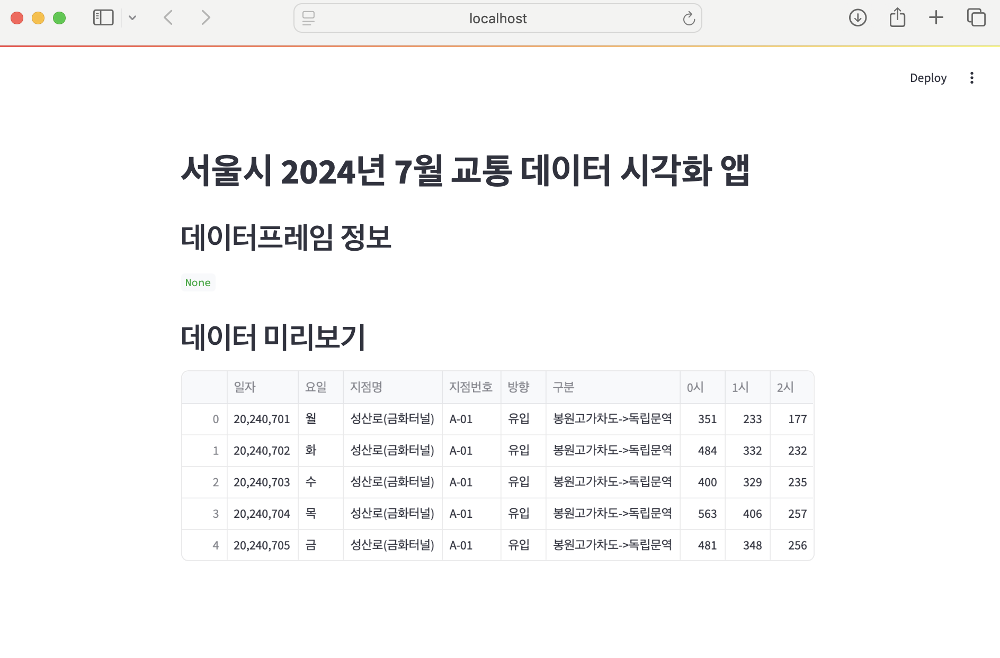 localhost
Deploy
서울시 2024년 7월 교통 데이터 시각화 앱
데이터프레임 정보
None
데이터 미리보기
일자 요일 지점명 지점번호 방향 구분 0시 1시 2시
0 20,240,701 월 성산로(금화터널) A-01 유입 봉원고가차도->독립문역 351 233 177
1 20,240,702 화 성산로(금화터널) A-01 유입 봉원고가차도->독립문역 484 332 232
2 20,240,703 수 성산로(금화터널) A-01 유입 봉원고가차도->독립문역 400 329 235
3 20,240,704 목 성산로(금화터널) A-01 유입 봉원고가차도->독립문역 563 406 257
4 20,240,705 금 성산로(금화터널) A-01 유입 봉원고가차도->독립문역 481 348 256